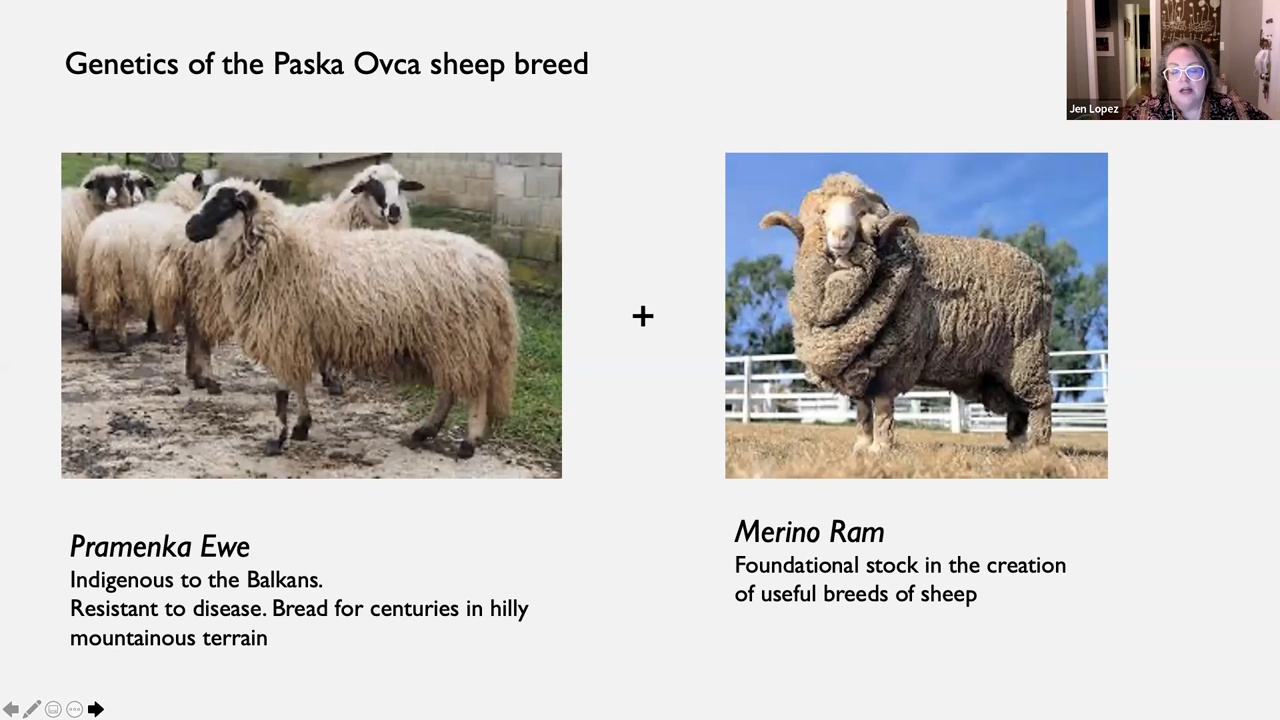 Genetics of the Paska Ovca sheep breed
Jen Lopez
+
Pramenka Ewe
Indigenous to the Balkans.
Resistant to disease. Bread for centuries in hilly
mountainous terrain
Merino Ram
Foundational stock in the creation
of useful breeds of sheep